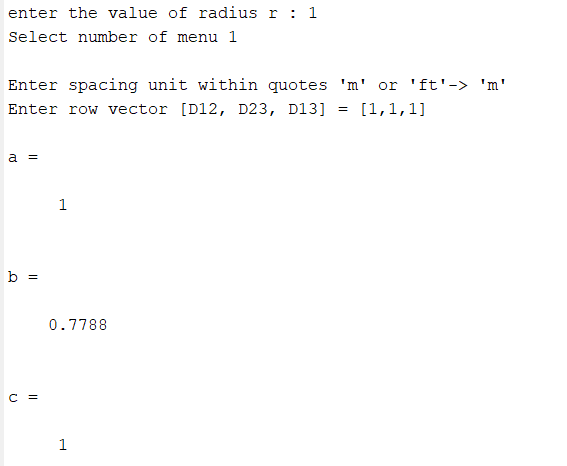 enter the value of radius r : 1
Select number of menu 1
Enter spacing unit within quotes 'm' or 'ft'-> 'm'
Enter row vector [D12, D23, D13] = [1,1,1]
a =
1
b =
0.7788
c =
1